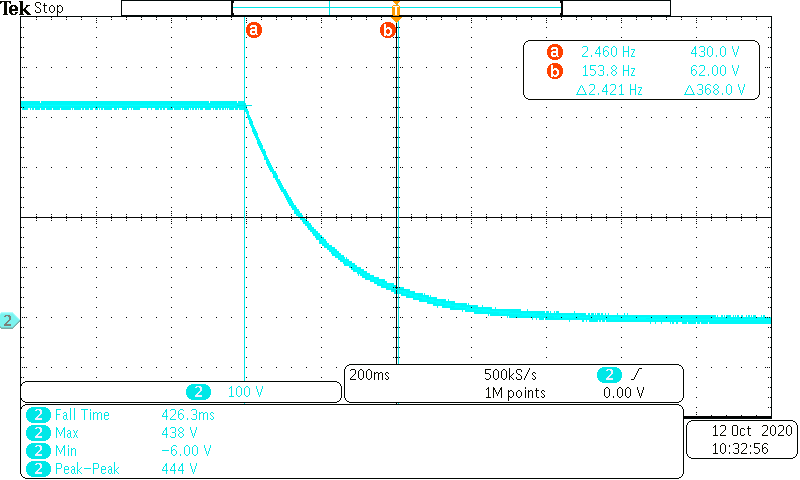 Tek Stop
T
a b
a 2.460 Hz 430.0 V
b 153.8 Hz 62.00 V
Δ2.421 Hz Δ368.0 V
2
2 100 V
200ms 500kS/s 2
1M points 0.00 V
2 Fall Time 426.3ms
2 Max 438 V
2 Min -6.00 V
2 Peak-Peak 444 V
12 Oct 2020
10:32:56